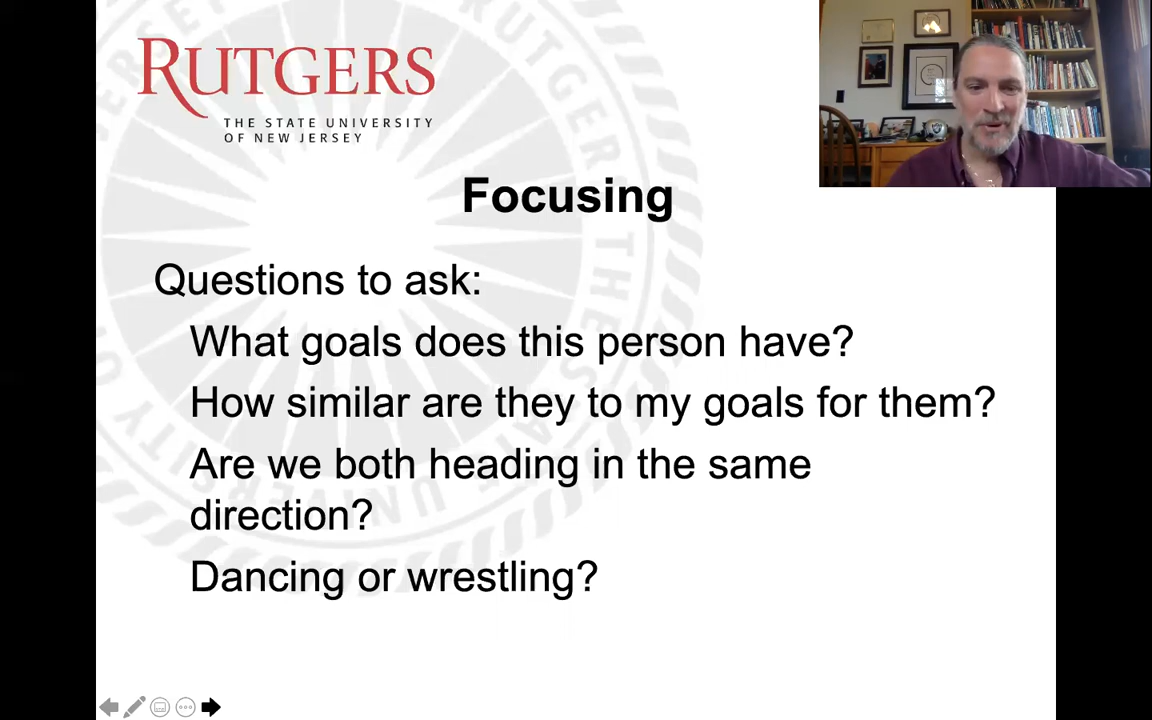 RUTGERS
THE STATE UNIVERSITY
OF NEW JERSEY
Focusing
Questions to ask:
What goals does this person have?
How similar are they to my goals for them?
Are we both heading in the same
direction?
Dancing or wrestling?